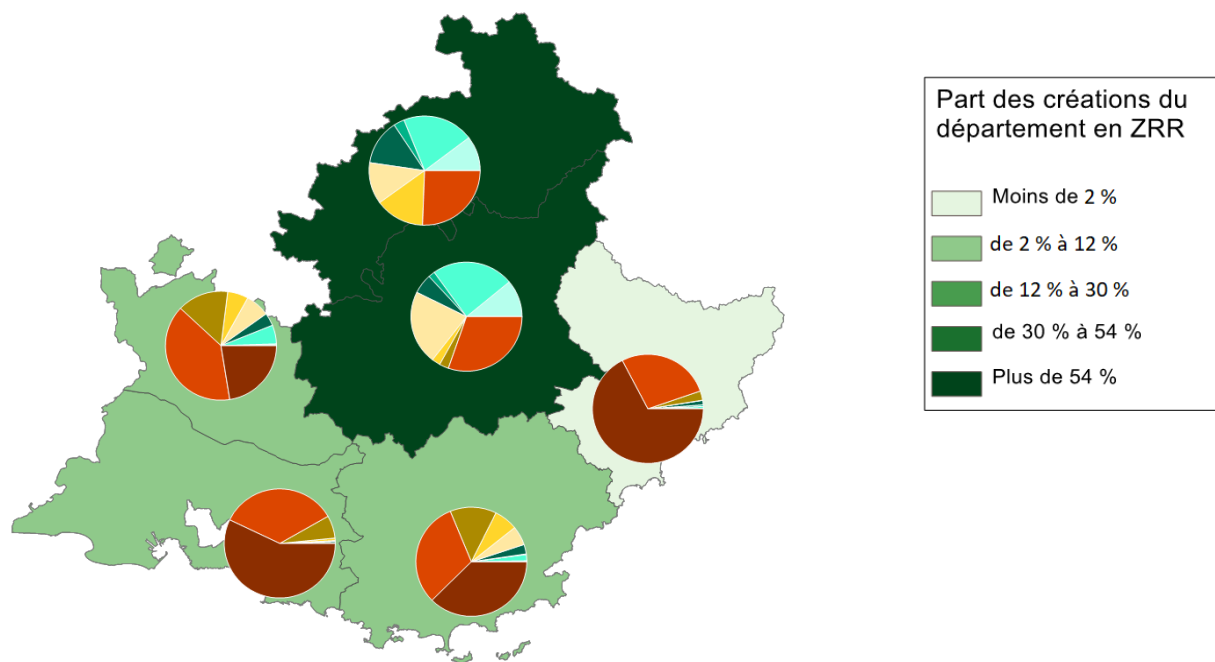 Part des créations du
département en ZRR
Moins de 2 %
de 2 % à 12 %
de 12 % à 30 %
de 30 % à 54 %
Plus de 54 %